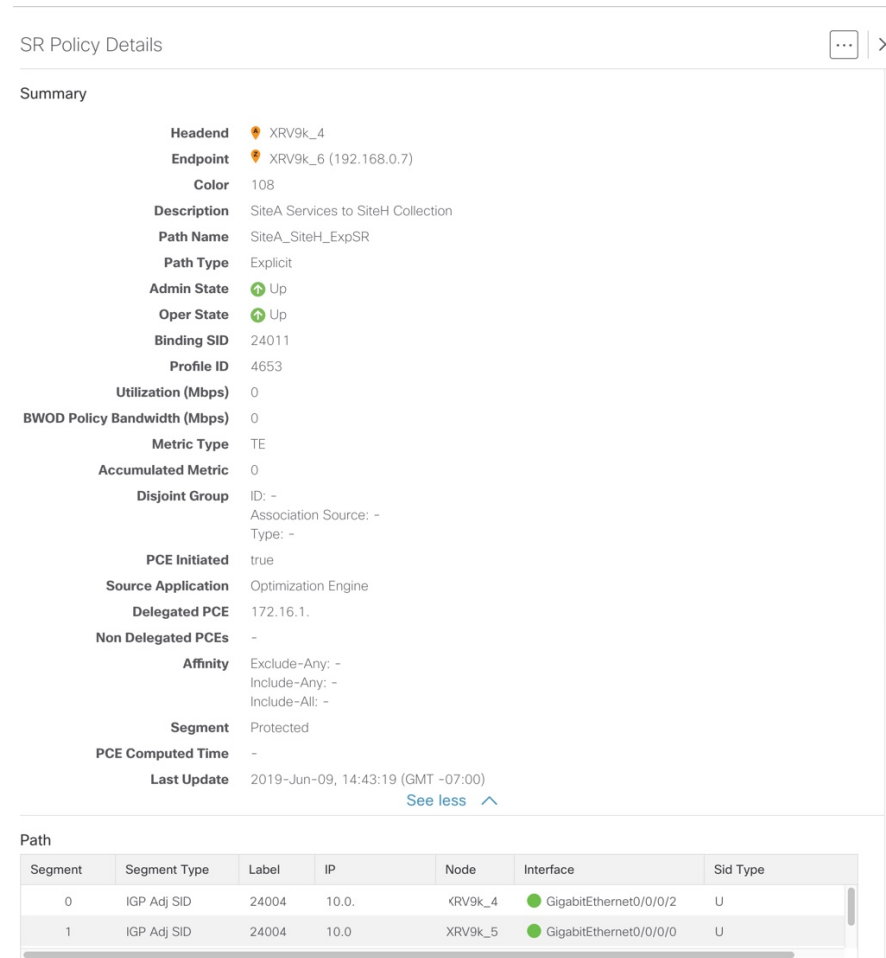 SR Policy Details
Summary
Headend A XRV9k_4
Endpoint Z XRV9k_6 (192.168.0.7)
Color 108
Description SiteA Services to SiteH Collection
Path Name SiteA_SiteH_ExpSR
Path Type Explicit
Admin State Up
Oper State Up
Binding SID 24011
Profile ID 4653
Utilization (Mbps) 0
BWOD Policy Bandwidth (Mbps) 0
Metric Type TE
Accumulated Metric 0
Disjoint Group ID: -
Association Source: -
Type: -
PCE Initiated true
Source Application Optimization Engine
Delegated PCE 172.16.1.
Non Delegated PCEs -
Affinity Exclude-Any: -
Include-Any: -
Include-All: -
Segment Protected
PCE Computed Time -
Last Update 2019-Jun-09, 14:43:19 (GMT -07:00)
See less
Path
Segment Segment Type Label IP Node Interface Sid Type
0 IGP Adj SID 24004 10.0. XRV9k_4 GigabitEthernet0/0/0/2 U
1 IGP Adj SID 24004 10.0 XRV9k_5 GigabitEthernet0/0/0/0 U